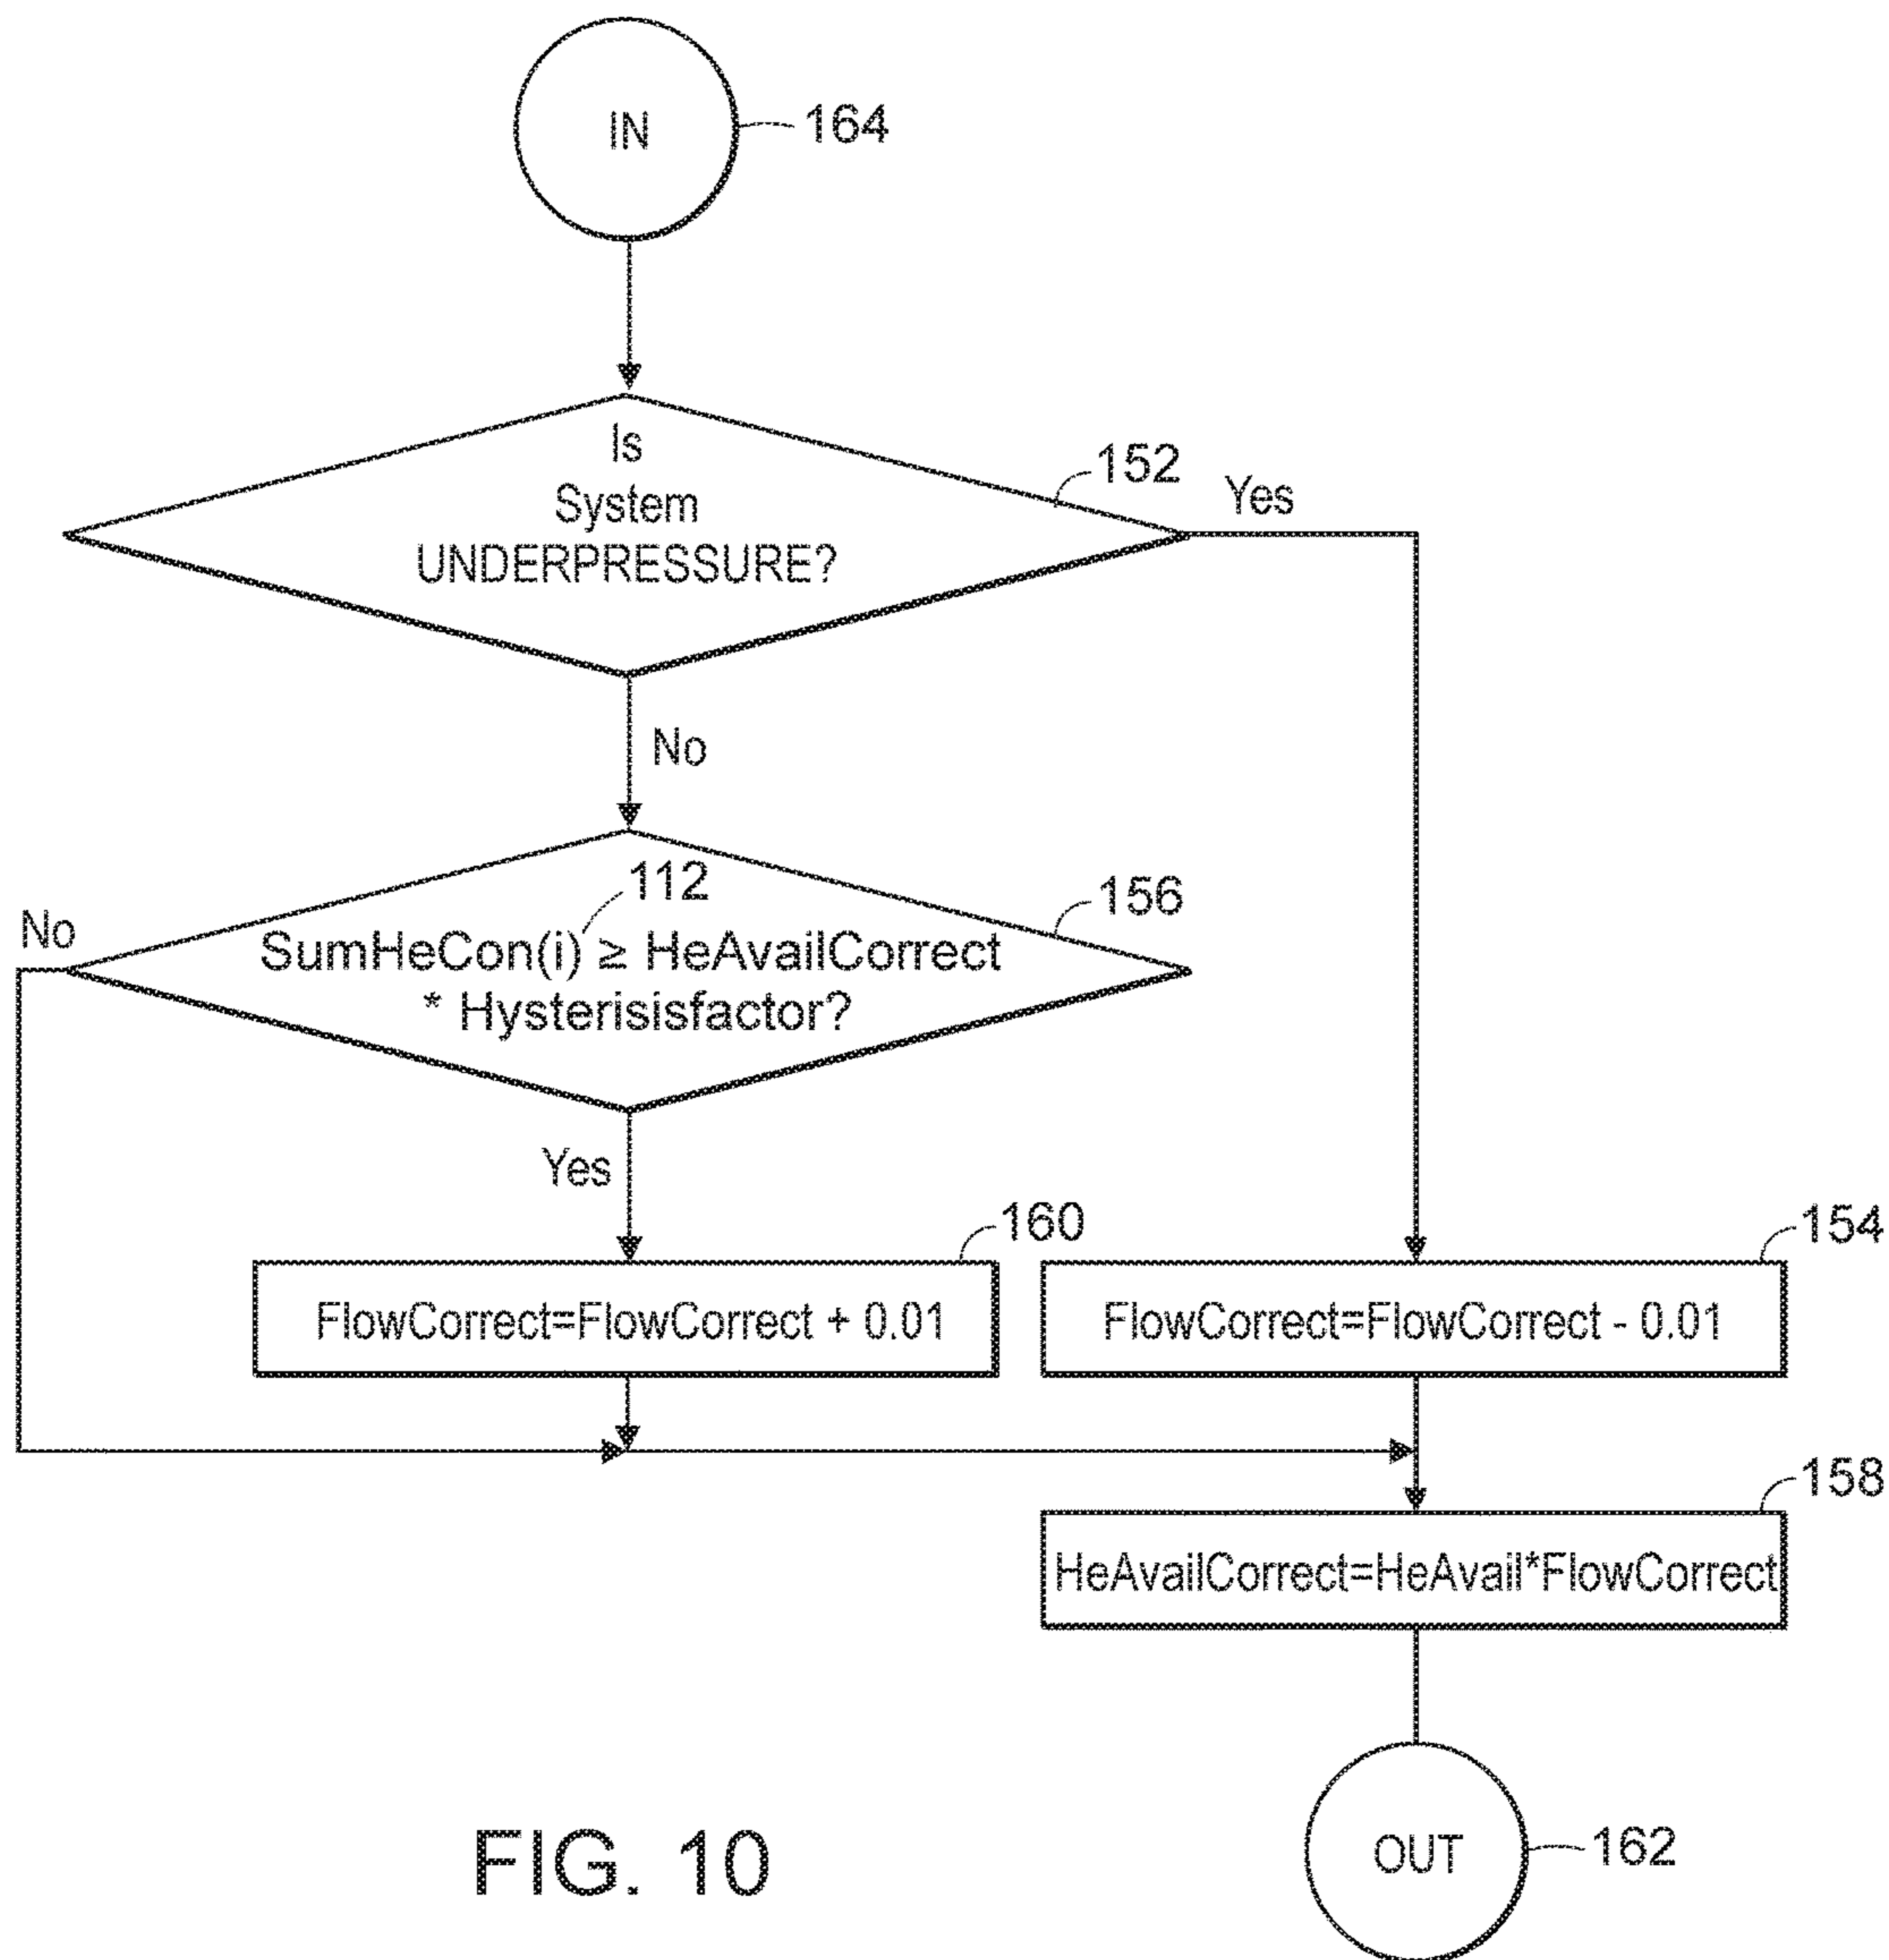 IN
164
Is
System
UNDERPRESSURE?
152
Yes
No
112
156
No
SumHeCon(i) ≥ HeAvailCorrect
* Hysterisisfactor?
Yes
160
154
FlowCorrect=FlowCorrect + 0.01
FlowCorrect=FlowCorrect - 0.01
158
HeAvailCorrect=HeAvail*FlowCorrect
OUT
162
FIG. 10